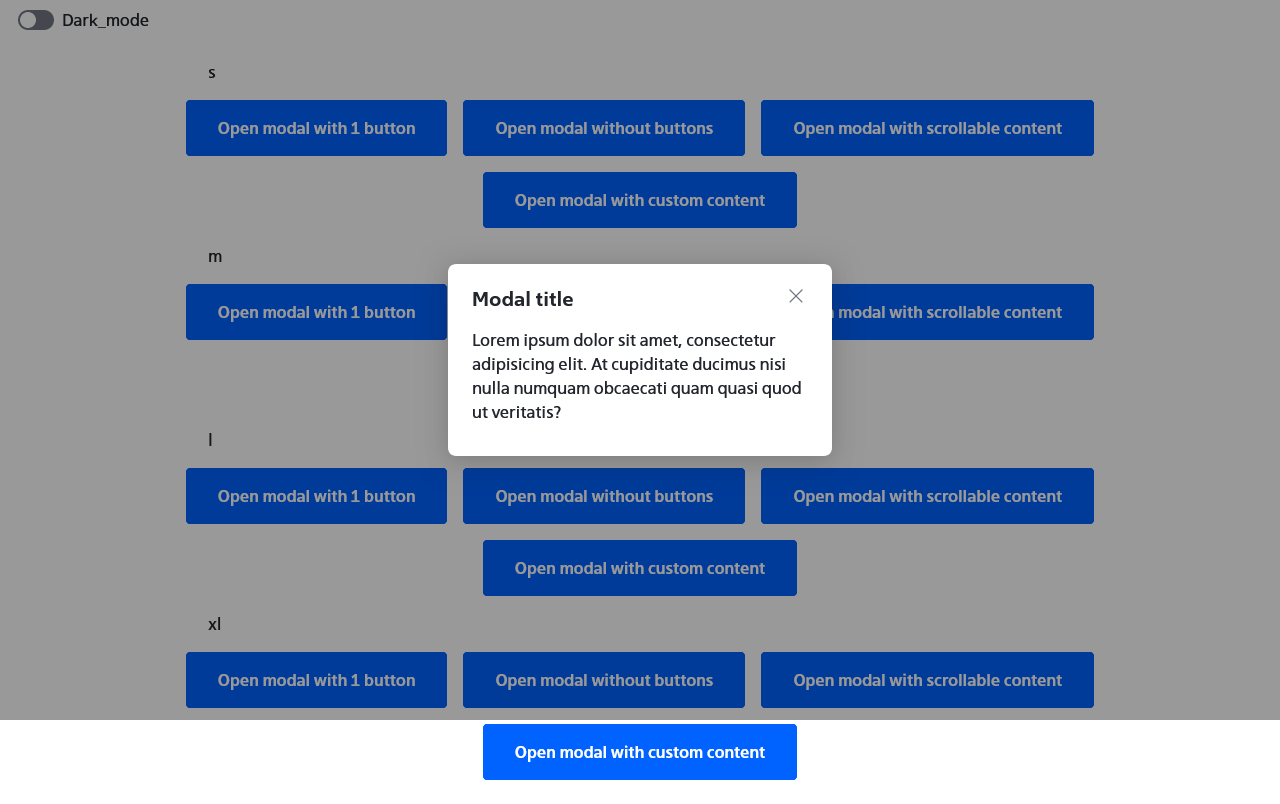 Dark_mode
s
Open modal with 1 button
Open modal without buttons
Open modal with scrollable content
Open modal with custom content
m
Open modal with 1 button
modal with scrollable content
Modal title
Lorem ipsum dolor sit amet, consectetur
adipisicing elit. At cupiditate ducimus nisi
nulla numquam obcaecati quam quasi quod
ut veritatis?
l
Open modal with 1 button
Open modal without buttons
Open modal with scrollable content
Open modal with custom content
xl
Open modal with 1 button
Open modal without buttons
Open modal with scrollable content
Open modal with custom content